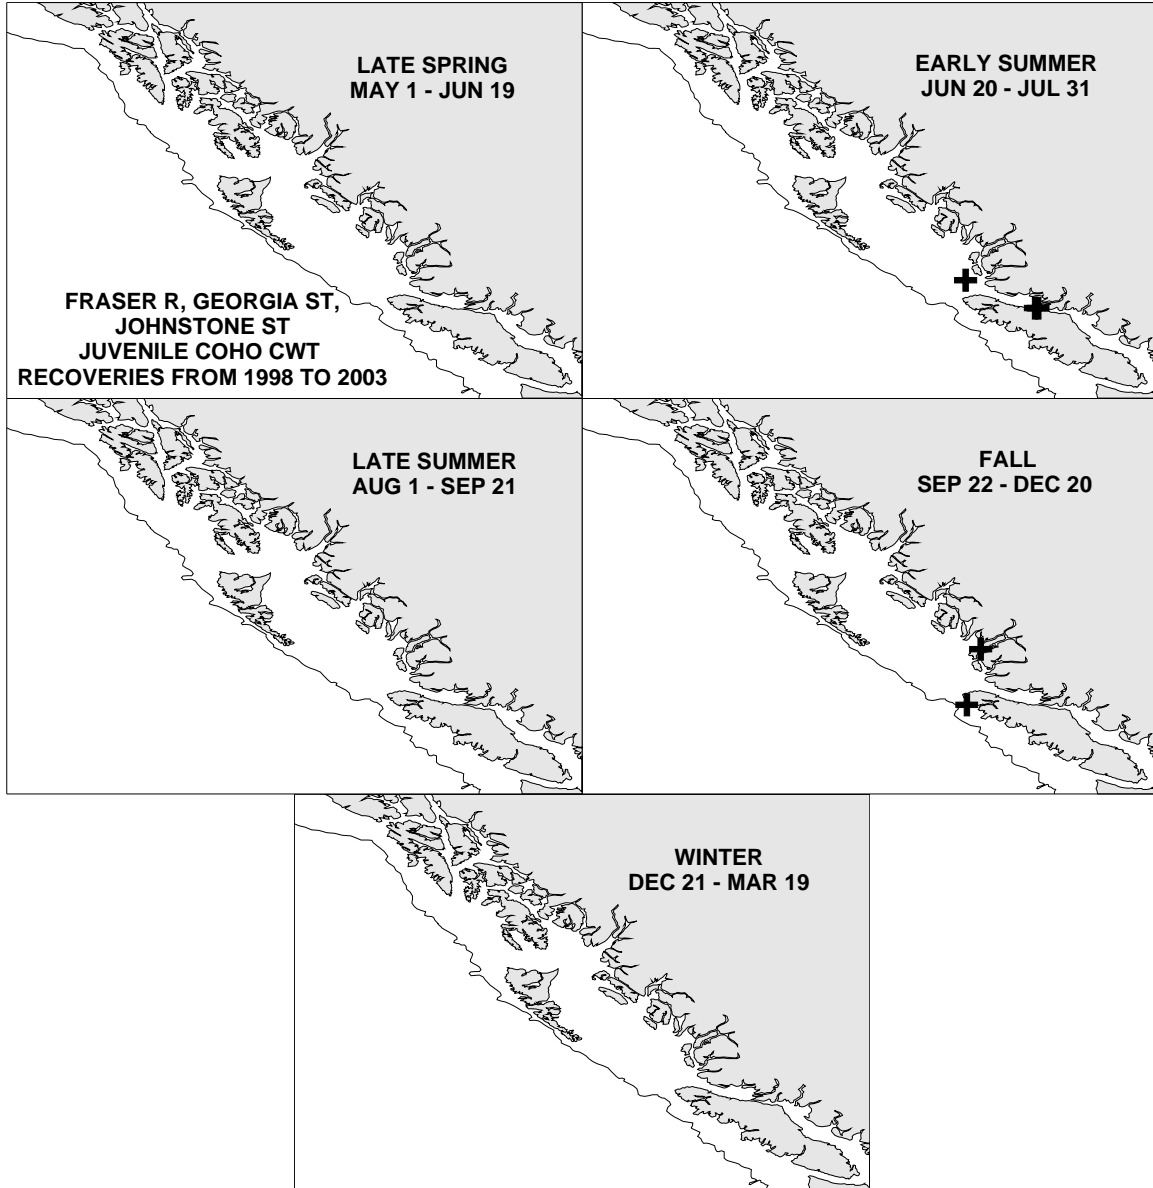 LATE SPRING
MAY 1 - JUN 19
FRASER R, GEORGIA ST,
JOHNSTONE ST
JUVENILE COHO CWT
RECOVERIES FROM 1998 TO 2003
EARLY SUMMER
JUN 20 - JUL 31
LATE SUMMER
AUG 1 - SEP 21
FALL
SEP 22 - DEC 20
WINTER
DEC 21 - MAR 19